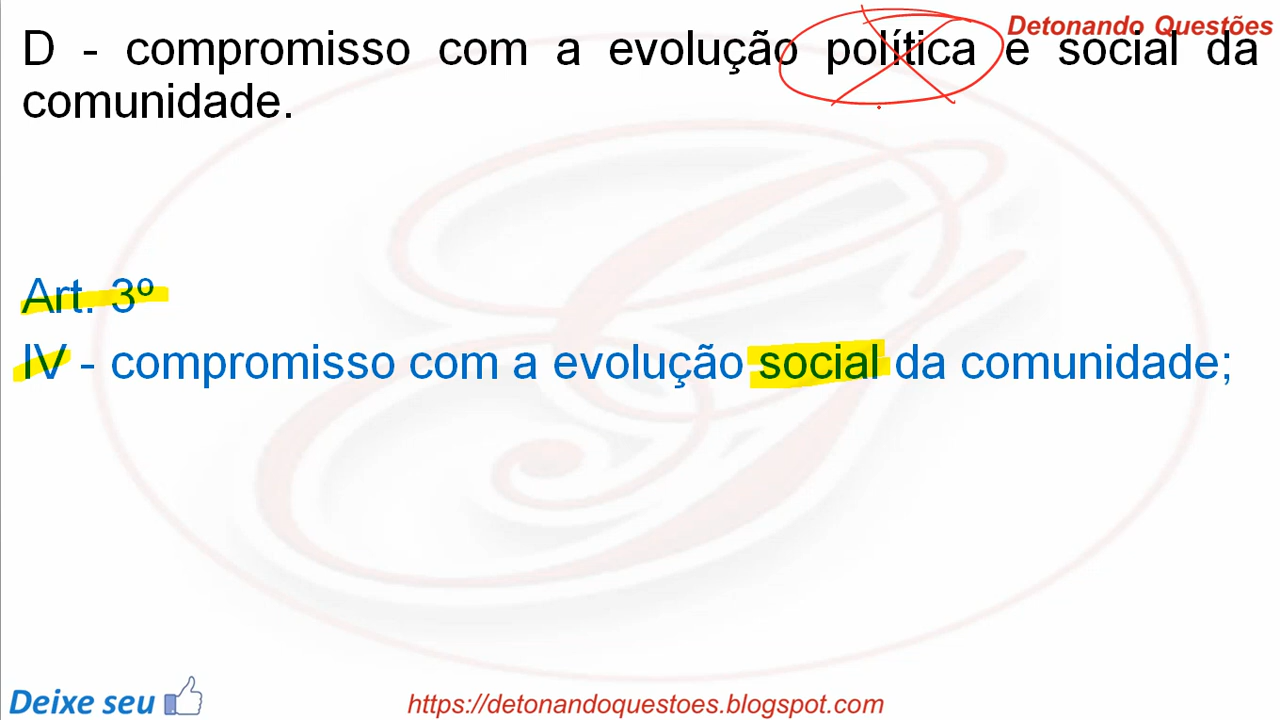 Detonando Questões
D - compromisso com a evolução política e social da
comunidade.
Art. 3º
IV - compromisso com a evolução social da comunidade;
Deixe seu
https://detonandoquestoes.blogspot.com